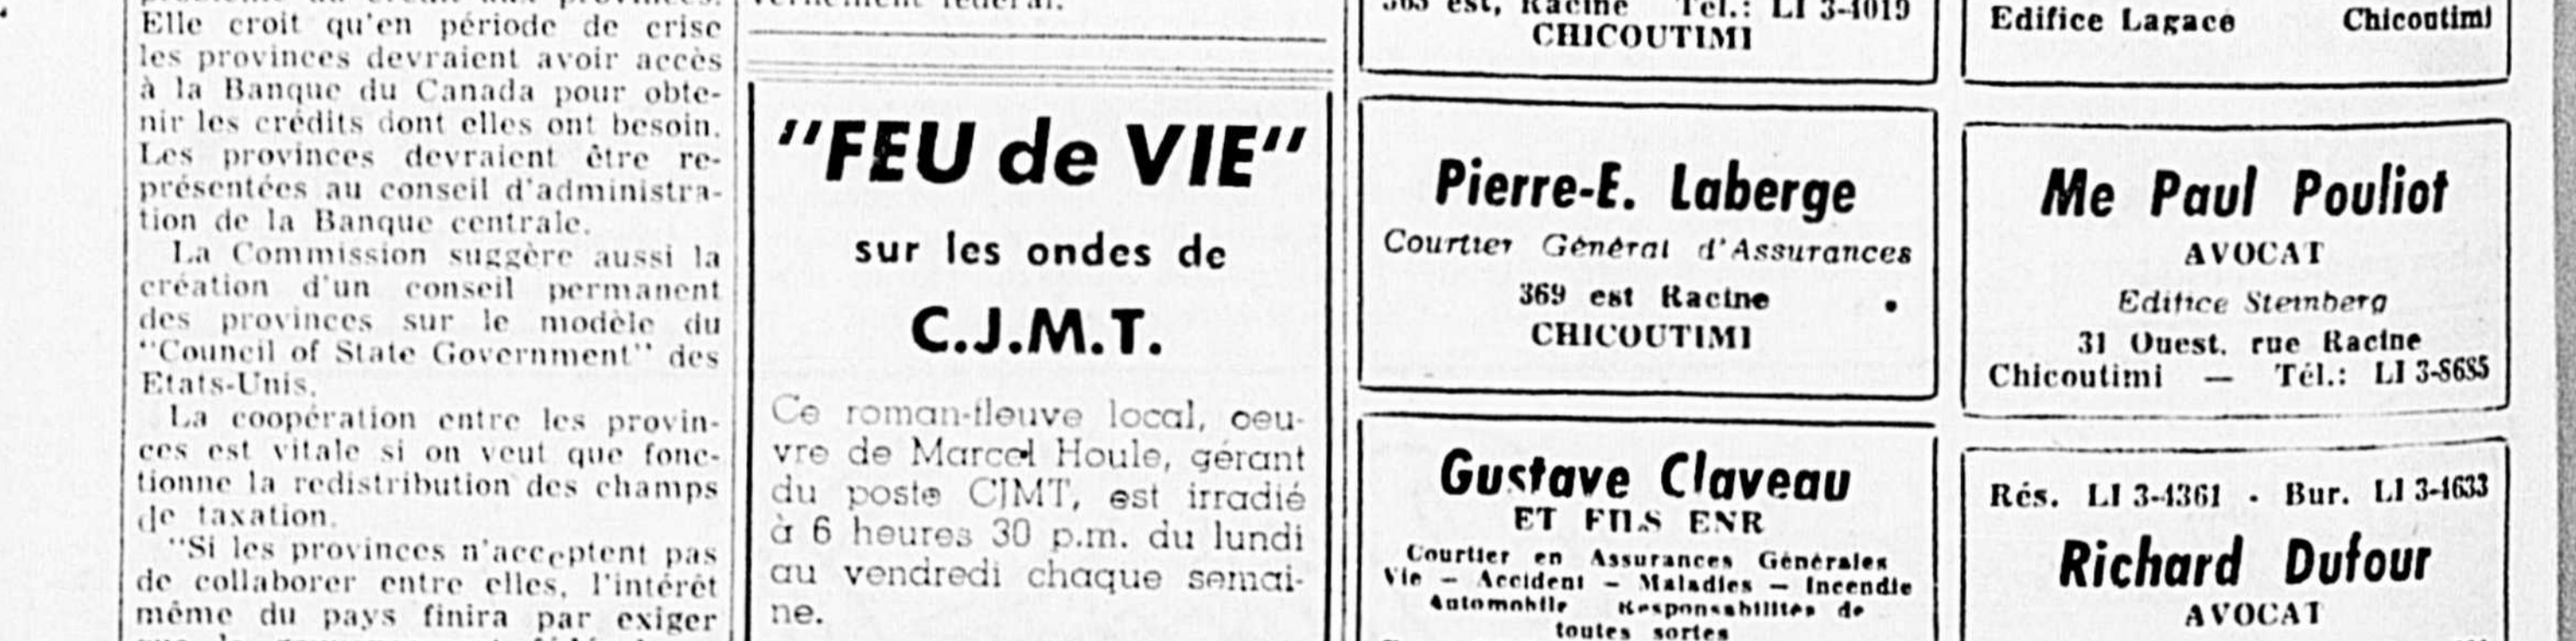 Elle croit qu'en période de crise
les provinces devraient avoir accès
à la Banque du Canada pour obte-
nir les crédits dont elles ont besoin.
Les provinces devraient être re-
présentées au conseil d'administra-
tion de la Banque centrale.
La Commission suggère aussi la
création d'un conseil permanent
des provinces sur le modèle du
"Council of State Government" des
Etats-Unis.
La coopération entre les provin-
ces est vitale si on veut que fonc-
tionne la redistribution des champs
de taxation.
"Si les provinces n'acceptent pas
de collaborer entre elles, l'intérêt
même du pays finira par exiger
"FEU de VIE"
sur les ondes de
C.J.M.T.
Ce roman-fleuve local, oeu-
vre de Marcel Houle, gérant
du poste CJMT, est irradié
à 6 heures 30 p.m. du lundi
au vendredi chaque semai-
ne.
est, Racine Tél.: LI 3-4019
CHICOUTIMI
Pierre-E. Laberge
Courtier Général d'Assurances
369 est Racine
CHICOUTIMI
Gustave Claveau
ET FILS ENR
Courtier en Assurances Générales
Vie — Accident — Maladies — Incendie
Automobile Responsabilités de
toutes sortes
Edifice Lagacé Chicoutimi
Me Paul Pouliot
AVOCAT
Edifice Steinberg
31 Ouest, rue Racine
Chicoutimi — Tél.: LI 3-8685
Rés. LI 3-4361 - Bur. LI 3-4633
Richard Dufour
AVOCAT